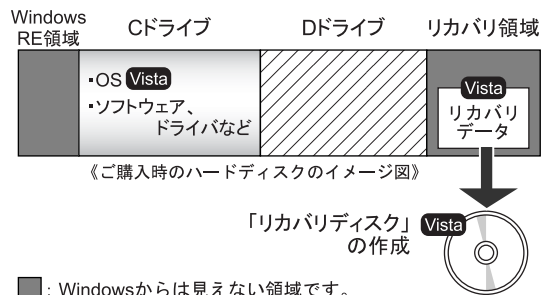 Windows
RE領域
Cドライブ
Dドライブ
リカバリ領域
・OS Vista
・ソフトウェア、
ドライバなど
Vista
リカバリ
データ
《ご購入時のハードディスクのイメージ図》
「リカバリディスク」
の作成
Vista
：Windowsからは見えない領域です。